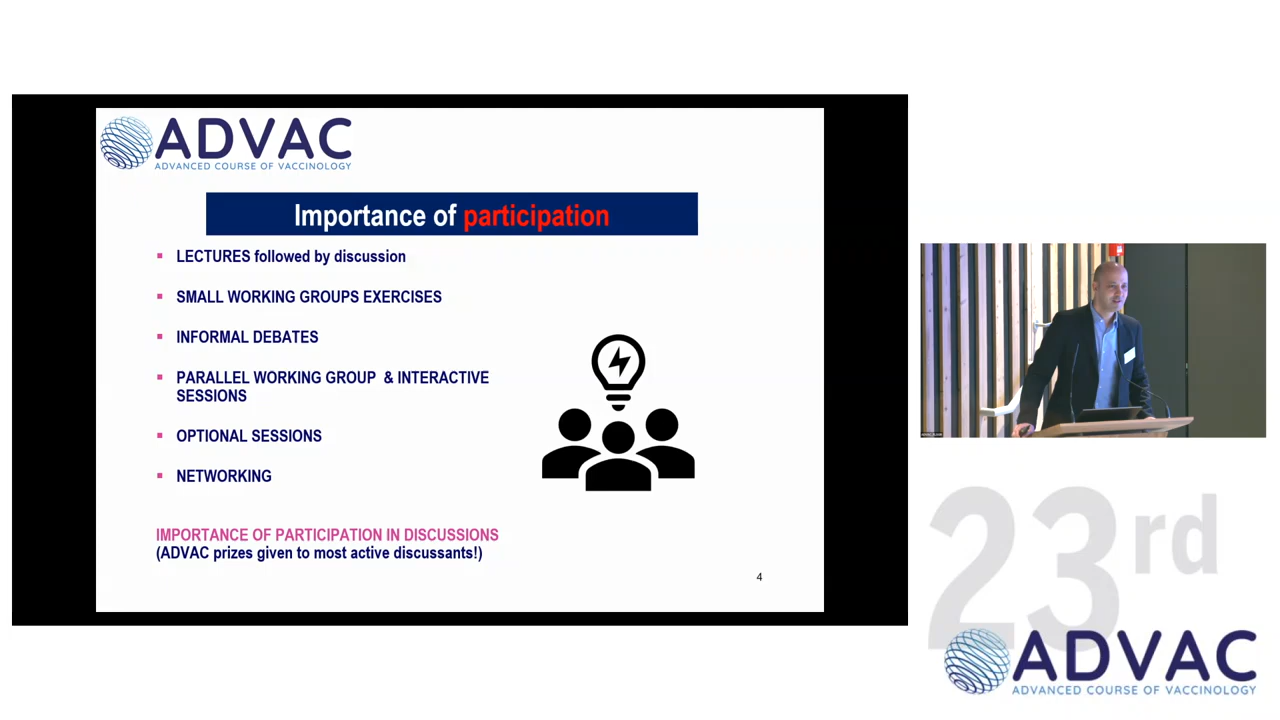 ADVAC
ADVANCED COURSE OF VACCINOLOGY
Importance of participation
LECTURES followed by discussion
SMALL WORKING GROUPS EXERCISES
INFORMAL DEBATES
PARALLEL WORKING GROUP & INTERACTIVE
SESSIONS
OPTIONAL SESSIONS
NETWORKING
IMPORTANCE OF PARTICIPATION IN DISCUSSIONS
(ADVAC prizes given to most active discussants!)
4
23rd
ADVAC
ADVANCED COURSE OF VACCINOLOGY